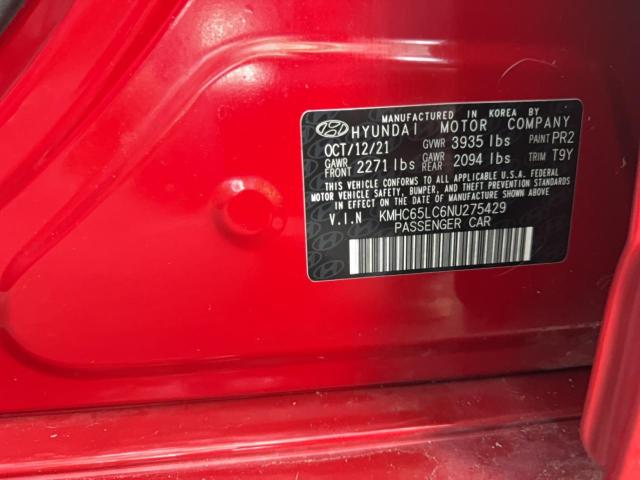 MANUFACTURED IN KOREA BY
HYUNDAI MOTOR COMPANY
OCT/12/21 GVWR 3935 lbs PAINT PR2
GAWR FRONT 2271 lbs GAWR REAR 2094 lbs TRIM T9Y
THIS VEHICLE CONFORMS TO ALL APPLICABLE U.S.A. FEDERAL
MOTOR VEHICLE SAFETY, BUMPER, AND THEFT PREVENTION STANDARDS
IN EFFECT ON THE DATE OF MANUFACTURE SHOWN ABOVE.
V.I.N KMHC65LC6NU275429
PASSENGER CAR